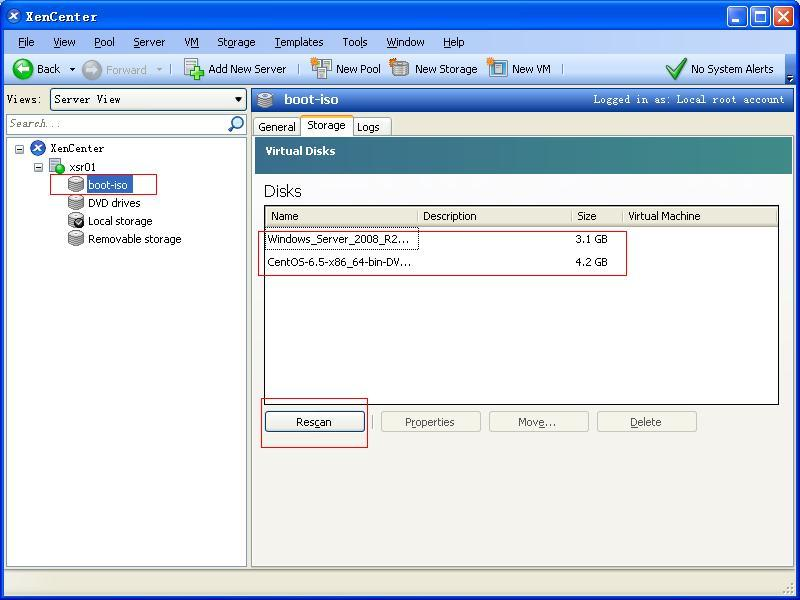 XenCenter
File View Pool Server VM Storage Templates Tools Window Help
Back Forward Add New Server New Pool New Storage New VM No System Alerts
Views: Server View
boot-iso Logged in as: Local root account
Search...
General Storage Logs
XenCenter
xsr01
boot-iso
DVD drives
Local storage
Removable storage
Virtual Disks
Disks
Name Description Size Virtual Machine
Windows_Server_2008_R2... 3.1 GB
CentOS-6.5-x86_64-bin-DV... 4.2 GB
Rescan Properties Move... Delete